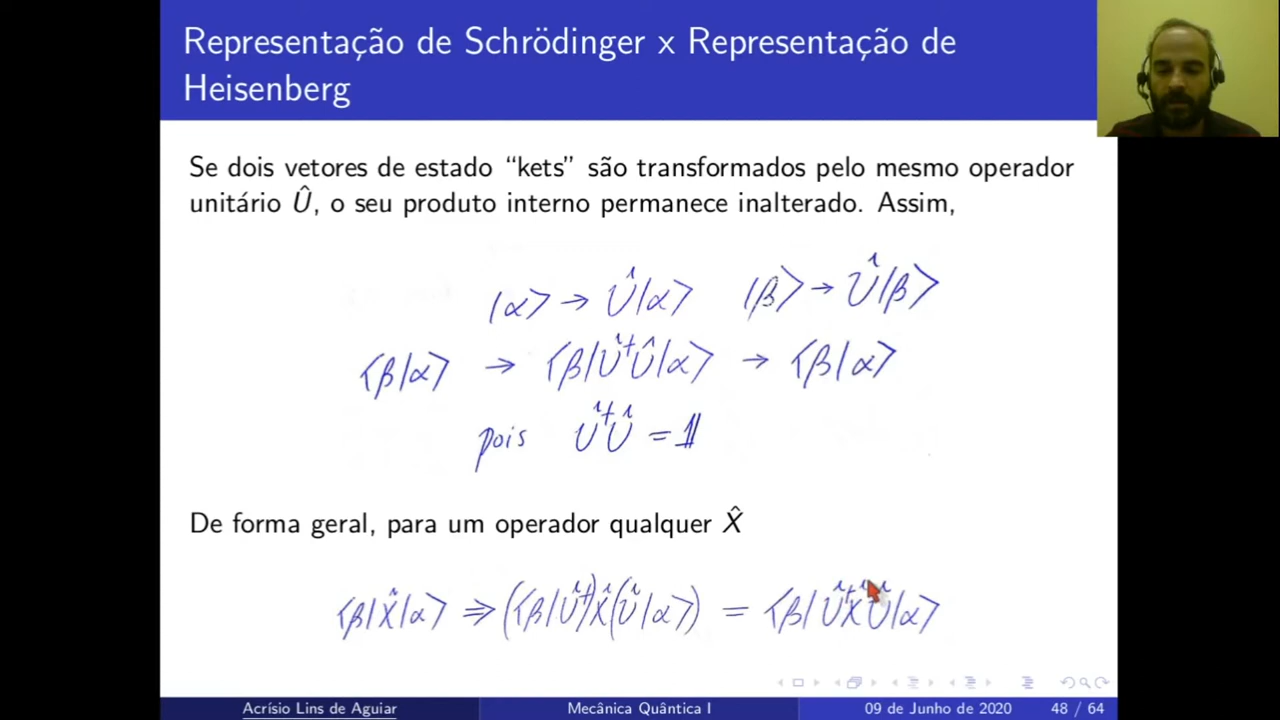 Representação de Schrödinger x Representação de
Heisenberg
Se dois vetores de estado “kets” são transformados pelo mesmo operador
unitário Û, o seu produto interno permanece inalterado. Assim,
|α⟩ → Û|α⟩ |β⟩ → Û|β⟩
⟨β|α⟩ → ⟨β|Û†Û|α⟩ → ⟨β|α⟩
pois Û†Û = 𝟙
De forma geral, para um operador qualquer X̂
⟨β|X̂|α⟩ ⇒ (⟨β|Û†)X̂(Û|α⟩) = ⟨β|Û†X̂Û|α⟩
Acrísio Lins de Aguiar Mecânica Quântica I 09 de Junho de 2020 48 / 64